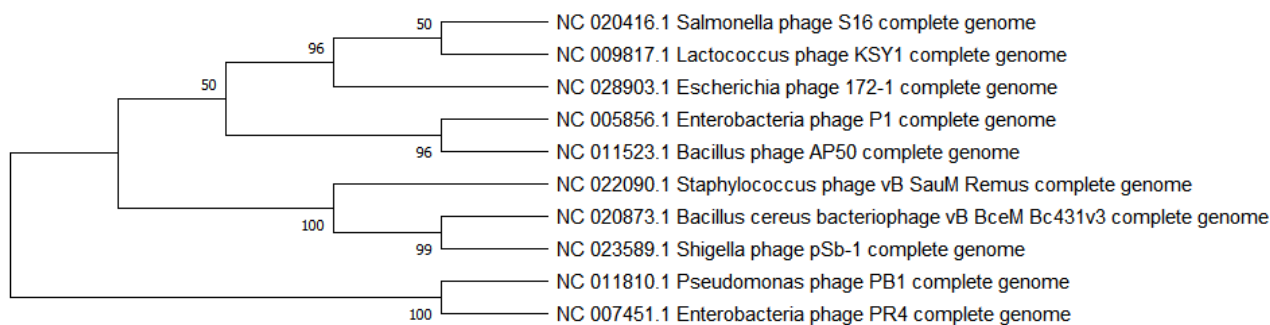 50
NC 020416.1 Salmonella phage S16 complete genome
96
NC 009817.1 Lactococcus phage KSY1 complete genome
50
NC 028903.1 Escherichia phage 172-1 complete genome
NC 005856.1 Enterobacteria phage P1 complete genome
96
NC 011523.1 Bacillus phage AP50 complete genome
NC 022090.1 Staphylococcus phage vB SauM Remus complete genome
100
NC 020873.1 Bacillus cereus bacteriophage vB BceM Bc431v3 complete genome
99
NC 023589.1 Shigella phage pSb-1 complete genome
NC 011810.1 Pseudomonas phage PB1 complete genome
100
NC 007451.1 Enterobacteria phage PR4 complete genome